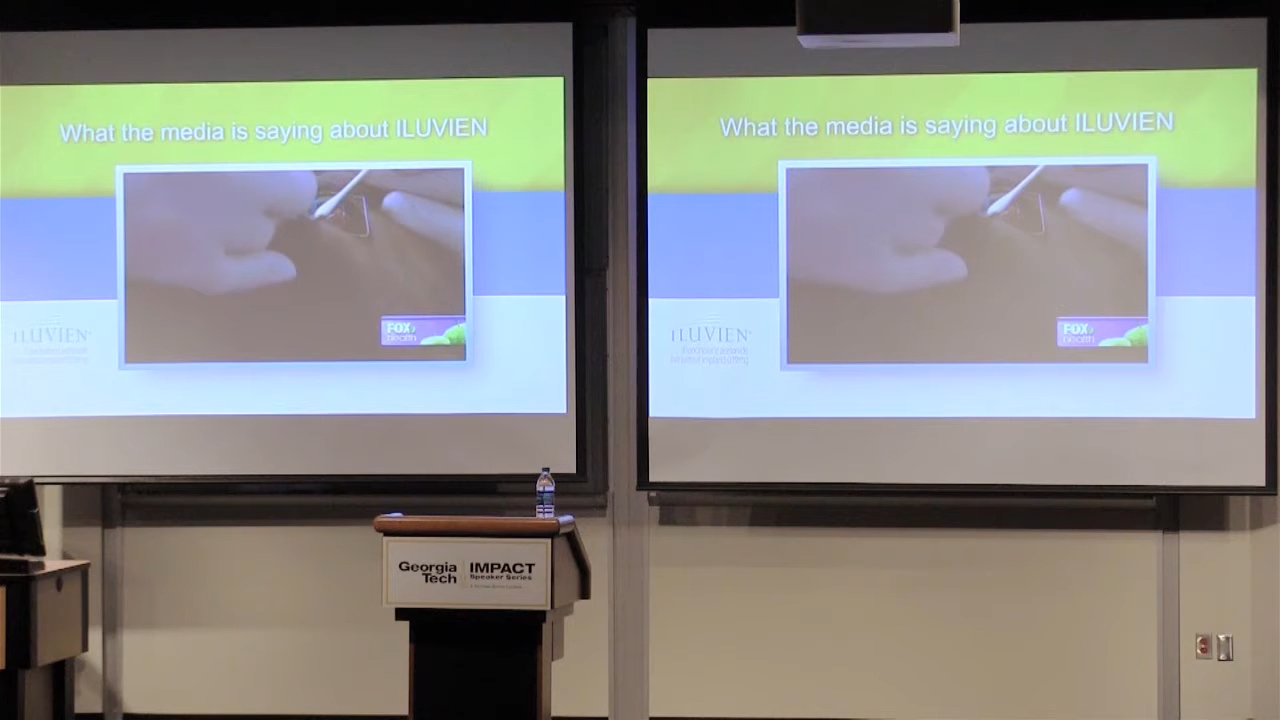 What the media is saying about ILUVIEN
FOX
health
ILUVIEN
What the media is saying about ILUVIEN
FOX
health
ILUVIEN
Georgia Tech
IMPACT
Speaker Series